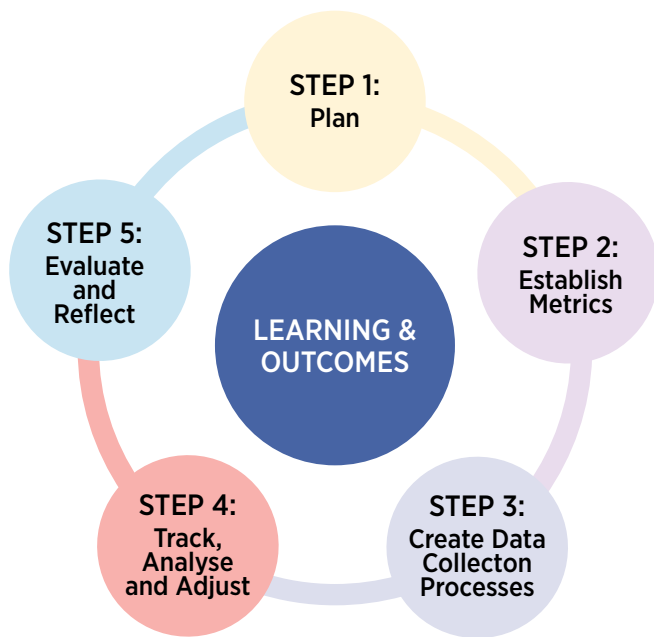 STEP 1:
Plan
STEP 2:
Establish
Metrics
STEP 3:
Create Data
Collecton
Processes
STEP 4:
Track,
Analyse
and Adjust
STEP 5:
Evaluate
and
Reflect
LEARNING &
OUTCOMES